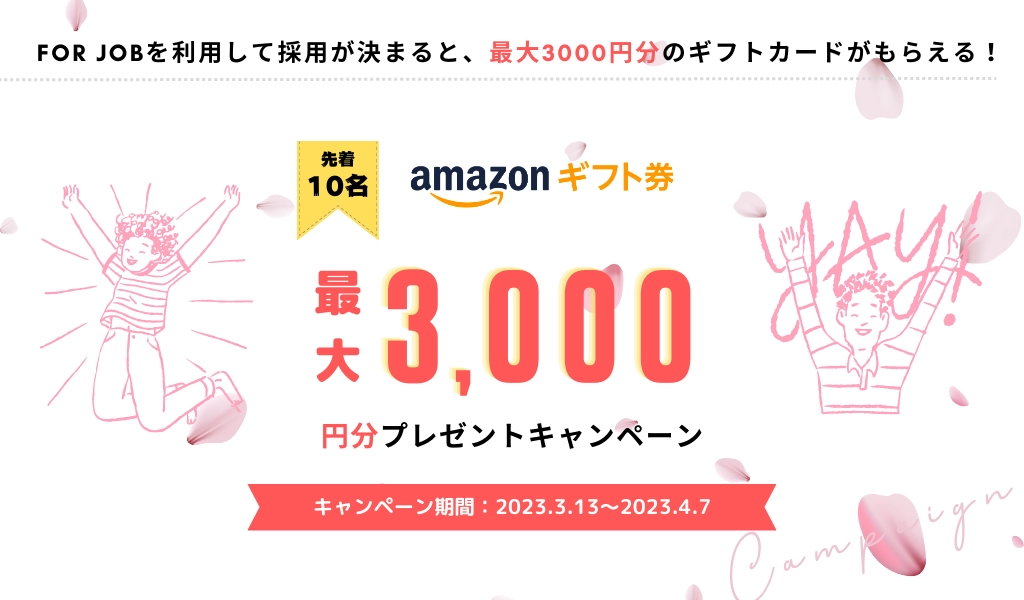 FOR JOBを利用して採用が決まると、最大3000円分のギフトカードがもらえる！
先着
10名
amazon ギフト券
YAY!
最大
3,000
円分プレゼントキャンペーン
キャンペーン期間：2023.3.13〜2023.4.7
Campaign